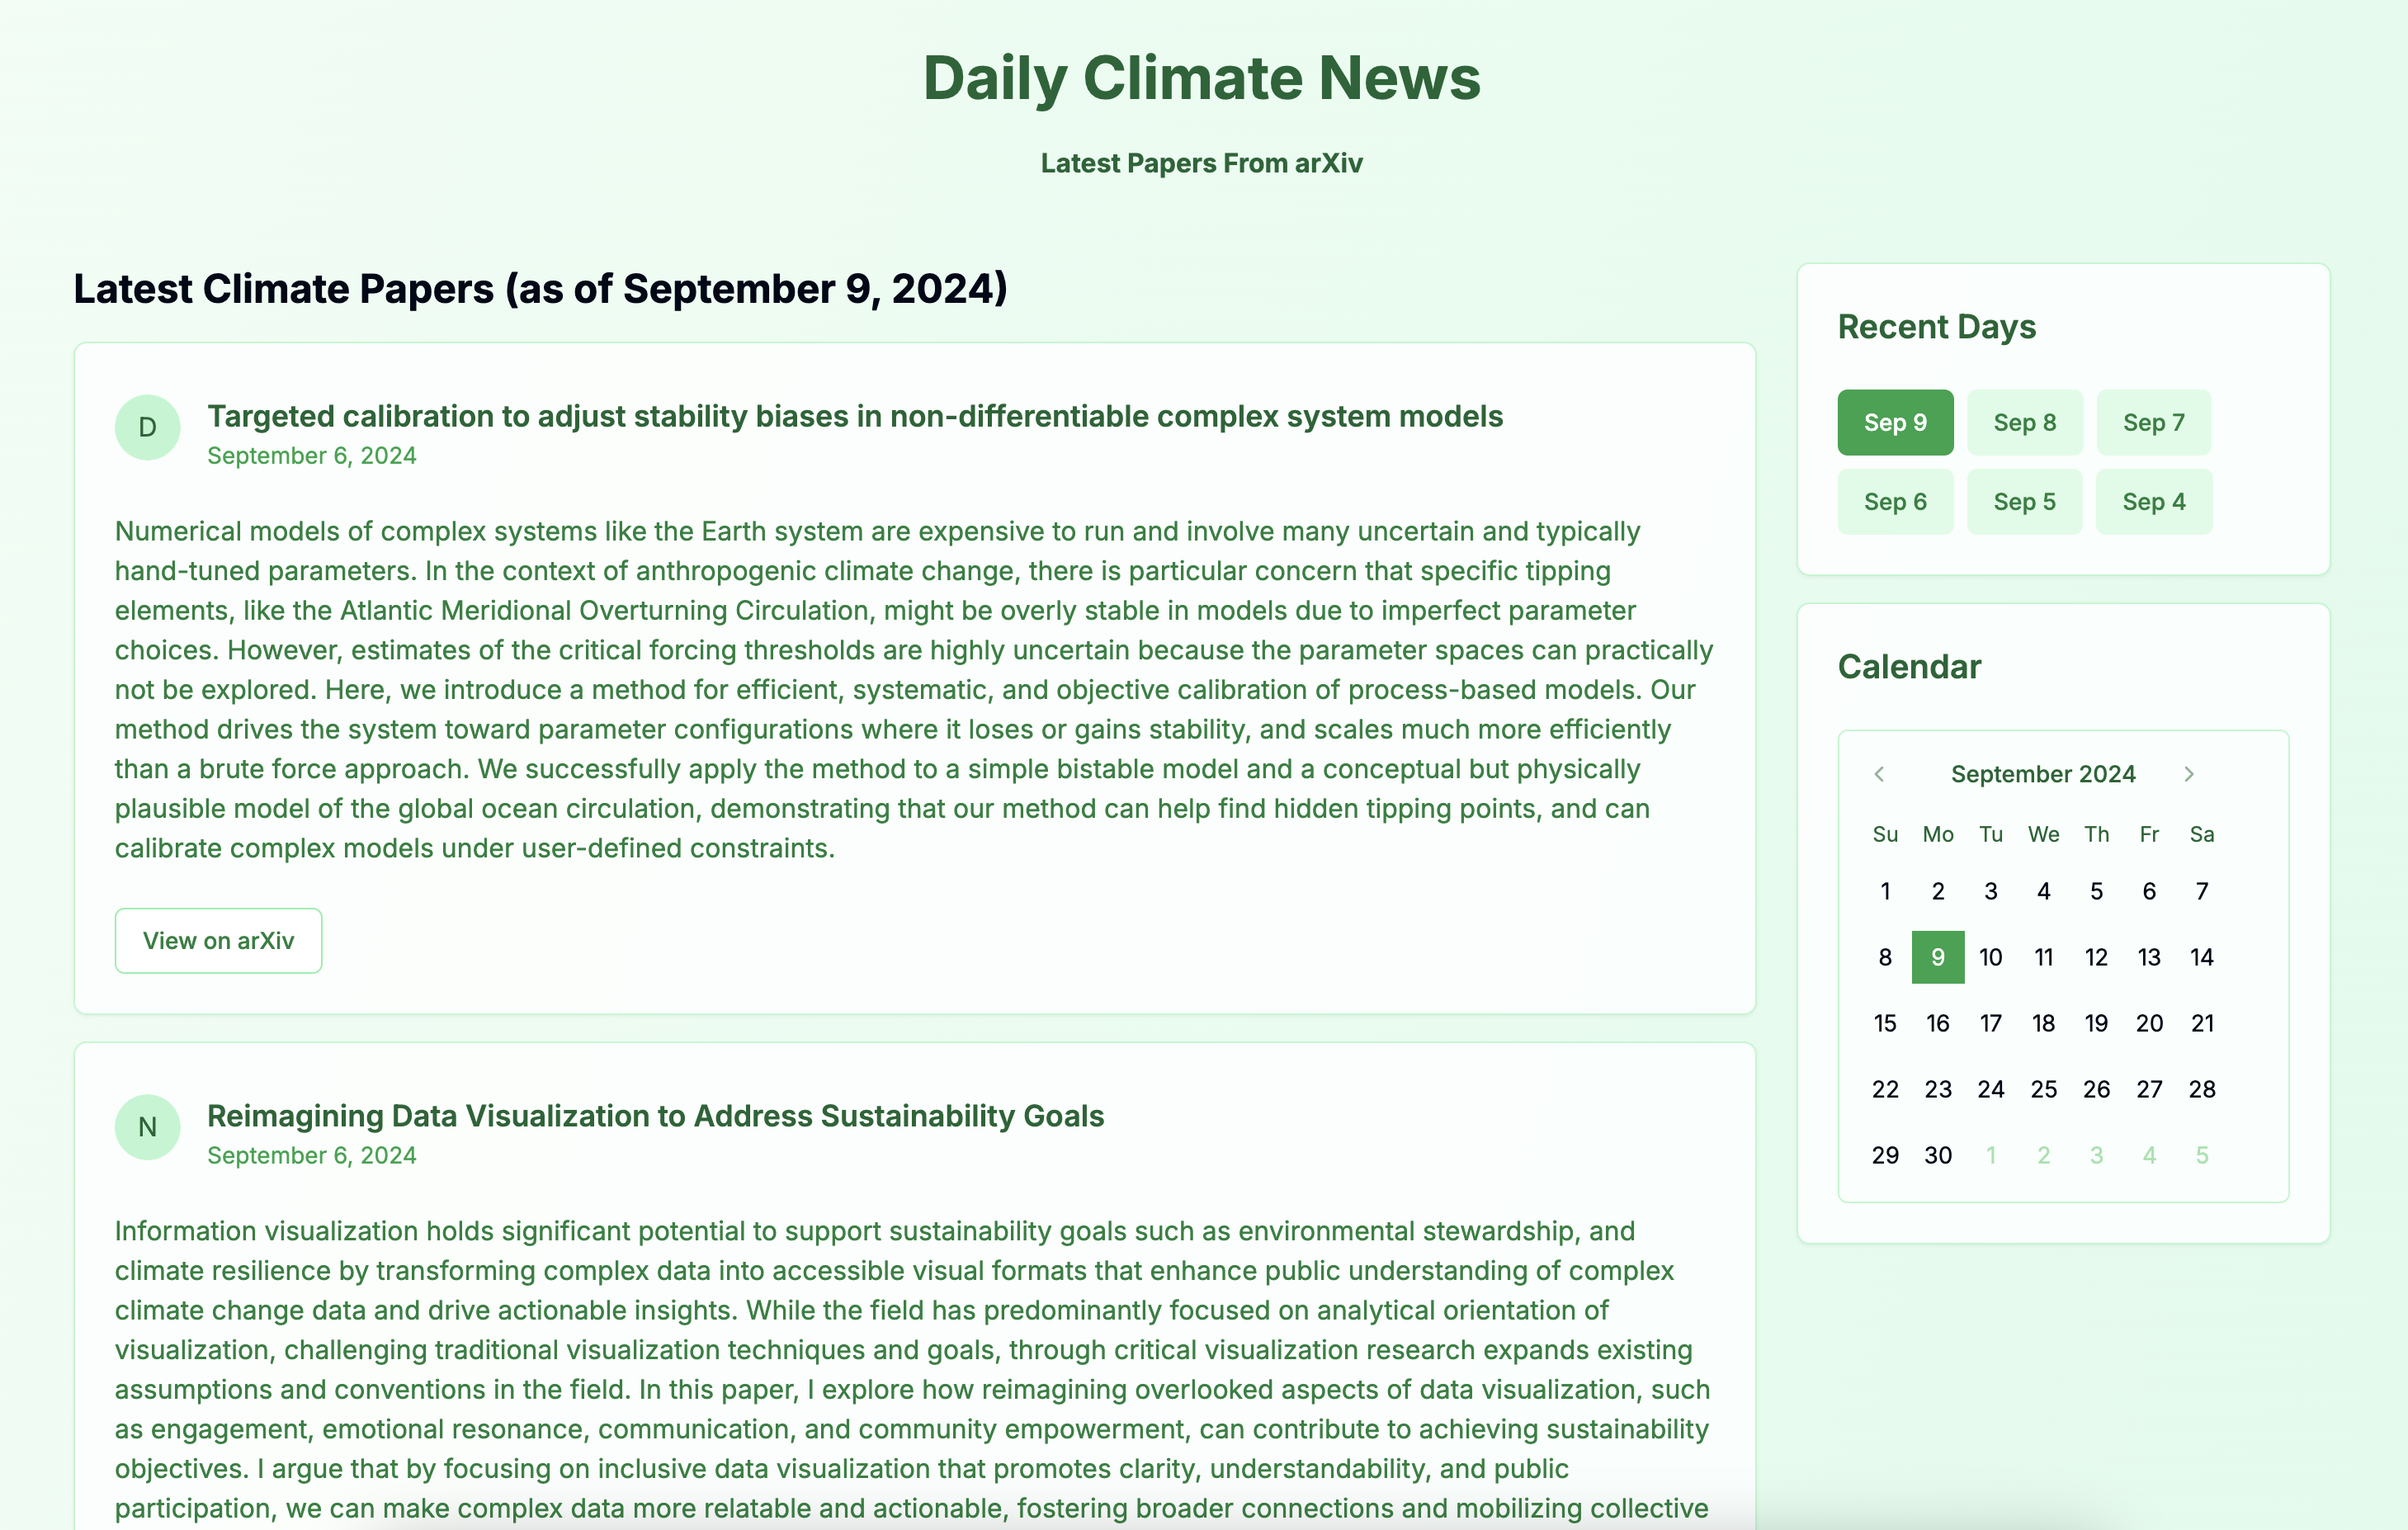 Daily Climate News
Latest Papers From arXiv
Latest Climate Papers (as of September 9, 2024)
D
Targeted calibration to adjust stability biases in non-differentiable complex system models
September 6, 2024
Numerical models of complex systems like the Earth system are expensive to run and involve many uncertain and typically
hand-tuned parameters. In the context of anthropogenic climate change, there is particular concern that specific tipping
elements, like the Atlantic Meridional Overturning Circulation, might be overly stable in models due to imperfect parameter
choices. However, estimates of the critical forcing thresholds are highly uncertain because the parameter spaces can practically
not be explored. Here, we introduce a method for efficient, systematic, and objective calibration of process-based models. Our
method drives the system toward parameter configurations where it loses or gains stability, and scales much more efficiently
than a brute force approach. We successfully apply the method to a simple bistable model and a conceptual but physically
plausible model of the global ocean circulation, demonstrating that our method can help find hidden tipping points, and can
calibrate complex models under user-defined constraints.
View on arXiv
N
Reimagining Data Visualization to Address Sustainability Goals
September 6, 2024
Information visualization holds significant potential to support sustainability goals such as environmental stewardship, and
climate resilience by transforming complex data into accessible visual formats that enhance public understanding of complex
climate change data and drive actionable insights. While the field has predominantly focused on analytical orientation of
visualization, challenging traditional visualization techniques and goals, through critical visualization research expands existing
assumptions and conventions in the field. In this paper, I explore how reimagining overlooked aspects of data visualization, such
as engagement, emotional resonance, communication, and community empowerment, can contribute to achieving sustainability
objectives. I argue that by focusing on inclusive data visualization that promotes clarity, understandability, and public
participation, we can make complex data more relatable and actionable, fostering broader connections and mobilizing collective
Recent Days
Sep 9 Sep 8 Sep 7
Sep 6 Sep 5 Sep 4
Calendar
September 2024
Su Mo Tu We Th Fr Sa
1 2 3 4 5 6 7
8 9 10 11 12 13 14
15 16 17 18 19 20 21
22 23 24 25 26 27 28
29 30 1 2 3 4 5